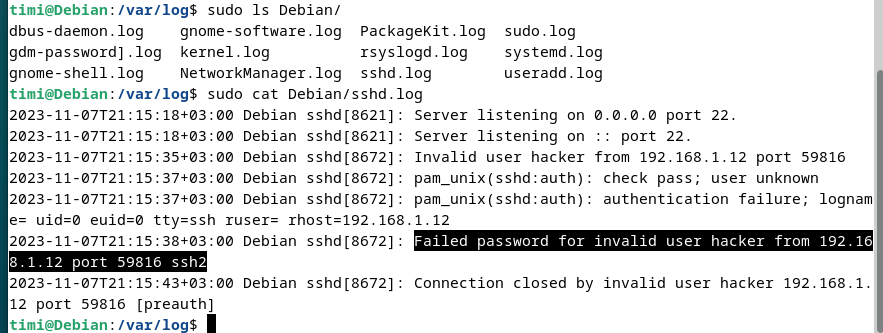 timi@Debian:/var/log$ sudo ls Debian/
dbus-daemon.log    gnome-software.log  PackageKit.log  sudo.log
gdm-password].log  kernel.log          rsyslogd.log    systemd.log
gnome-shell.log    NetworkManager.log  sshd.log        useradd.log
timi@Debian:/var/log$ sudo cat Debian/sshd.log
2023-11-07T21:15:18+03:00 Debian sshd[8621]: Server listening on 0.0.0.0 port 22.
2023-11-07T21:15:18+03:00 Debian sshd[8621]: Server listening on :: port 22.
2023-11-07T21:15:35+03:00 Debian sshd[8672]: Invalid user hacker from 192.168.1.12 port 59816
2023-11-07T21:15:37+03:00 Debian sshd[8672]: pam_unix(sshd:auth): check pass; user unknown
2023-11-07T21:15:37+03:00 Debian sshd[8672]: pam_unix(sshd:auth): authentication failure; lognam
e= uid=0 euid=0 tty=ssh ruser= rhost=192.168.1.12
2023-11-07T21:15:38+03:00 Debian sshd[8672]: Failed password for invalid user hacker from 192.16
8.1.12 port 59816 ssh2
2023-11-07T21:15:43+03:00 Debian sshd[8672]: Connection closed by invalid user hacker 192.168.1.
12 port 59816 [preauth]
timi@Debian:/var/log$